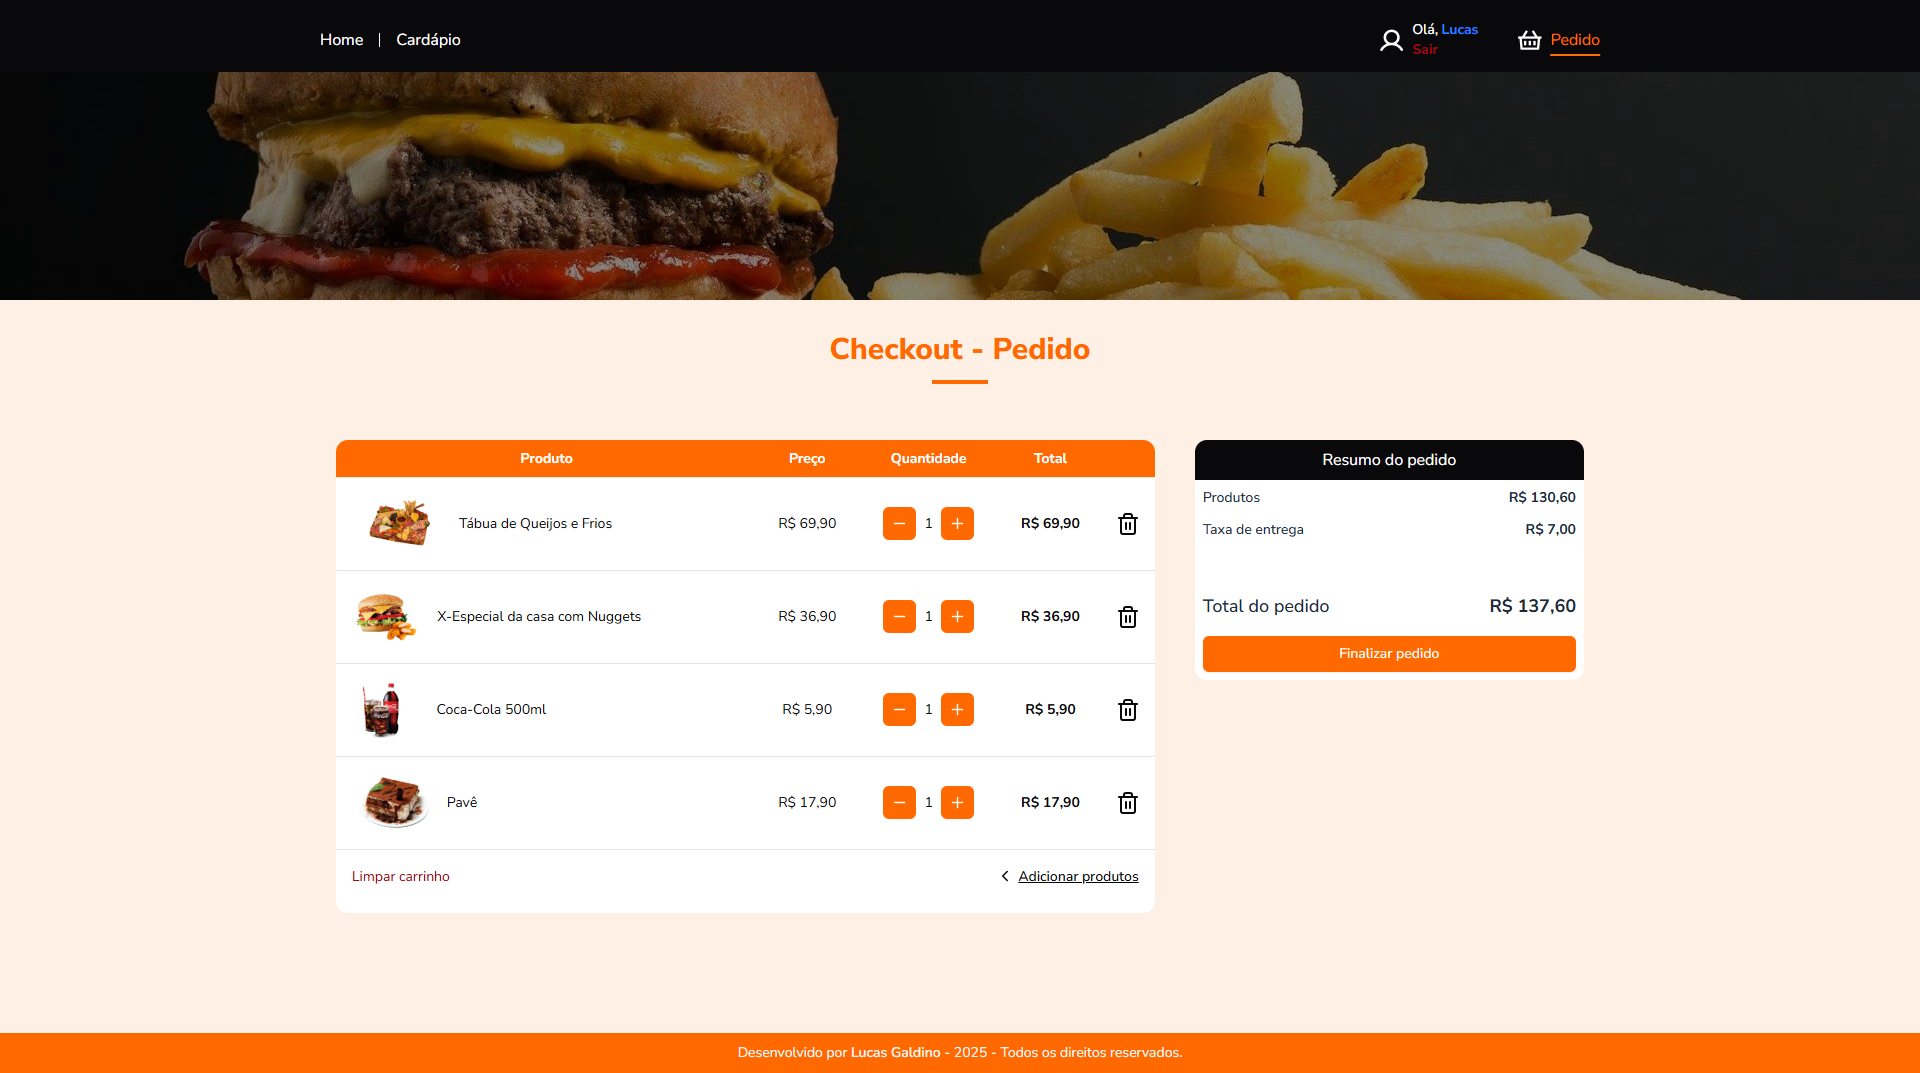 Home | Cardápio
Olá, Lucas
Sair
Pedido
Checkout - Pedido
Produto Preço Quantidade Total
Tábua de Queijos e Frios R$ 69,90 1 R$ 69,90
X-Especial da casa com Nuggets R$ 36,90 1 R$ 36,90
Coca-Cola 500ml R$ 5,90 1 R$ 5,90
Pavê R$ 17,90 1 R$ 17,90
Limpar carrinho Adicionar produtos
Resumo do pedido
Produtos R$ 130,60
Taxa de entrega R$ 7,00
Total do pedido R$ 137,60
Finalizar pedido
Desenvolvido por Lucas Galdino - 2025 - Todos os direitos reservados.